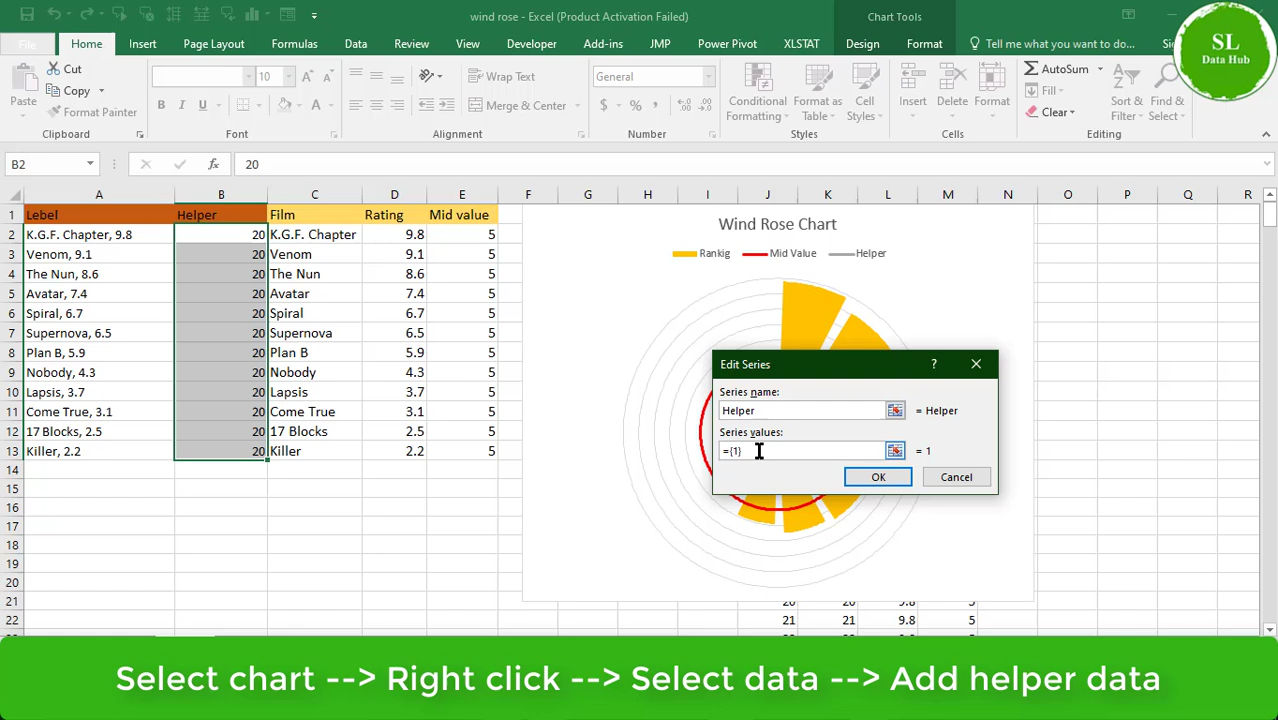 wind rose - Excel (Product Activation Failed)
Chart Tools
SL
Data Hub
File
Home
Insert
Page Layout
Formulas
Data
Review
View
Developer
Add-ins
JMP
Power Pivot
XLSTAT
Design
Format
Tell me what you want to do...
Paste
Cut
Copy
Format Painter
Clipboard
10
B I U
Font
Wrap Text
Merge & Center
Alignment
General
Number
Conditional Formatting
Format as Table
Cell Styles
Styles
Insert
Delete
Format
Cells
AutoSum
Fill
Clear
Sort & Filter
Find & Select
Editing
B2
fx
20
A B C D E F G H I J K L M N O P Q R
1 Lebel Helper Film Rating Mid value
2 K.G.F. Chapter, 9.8 20 K.G.F. Chapter 9.8 5
3 Venom, 9.1 20 Venom 9.1 5
4 The Nun, 8.6 20 The Nun 8.6 5
5 Avatar, 7.4 20 Avatar 7.4 5
6 Spiral, 6.7 20 Spiral 6.7 5
7 Supernova, 6.5 20 Supernova 6.5 5
8 Plan B, 5.9 20 Plan B 5.9 5
9 Nobody, 4.3 20 Nobody 4.3 5
10 Lapsis, 3.7 20 Lapsis 3.7 5
11 Come True, 3.1 20 Come True 3.1 5
12 17 Blocks, 2.5 20 17 Blocks 2.5 5
13 Killer, 2.2 20 Killer 2.2 5
14
15
16
17
18
19
20
21 20 20 9.8 5
22 21 21 9.8 5
Wind Rose Chart
Rankig Mid Value Helper
Edit Series ?
Series name:
Helper = Helper
Series values:
={1} = 1
OK Cancel
Select chart --> Right click --> Select data --> Add helper data